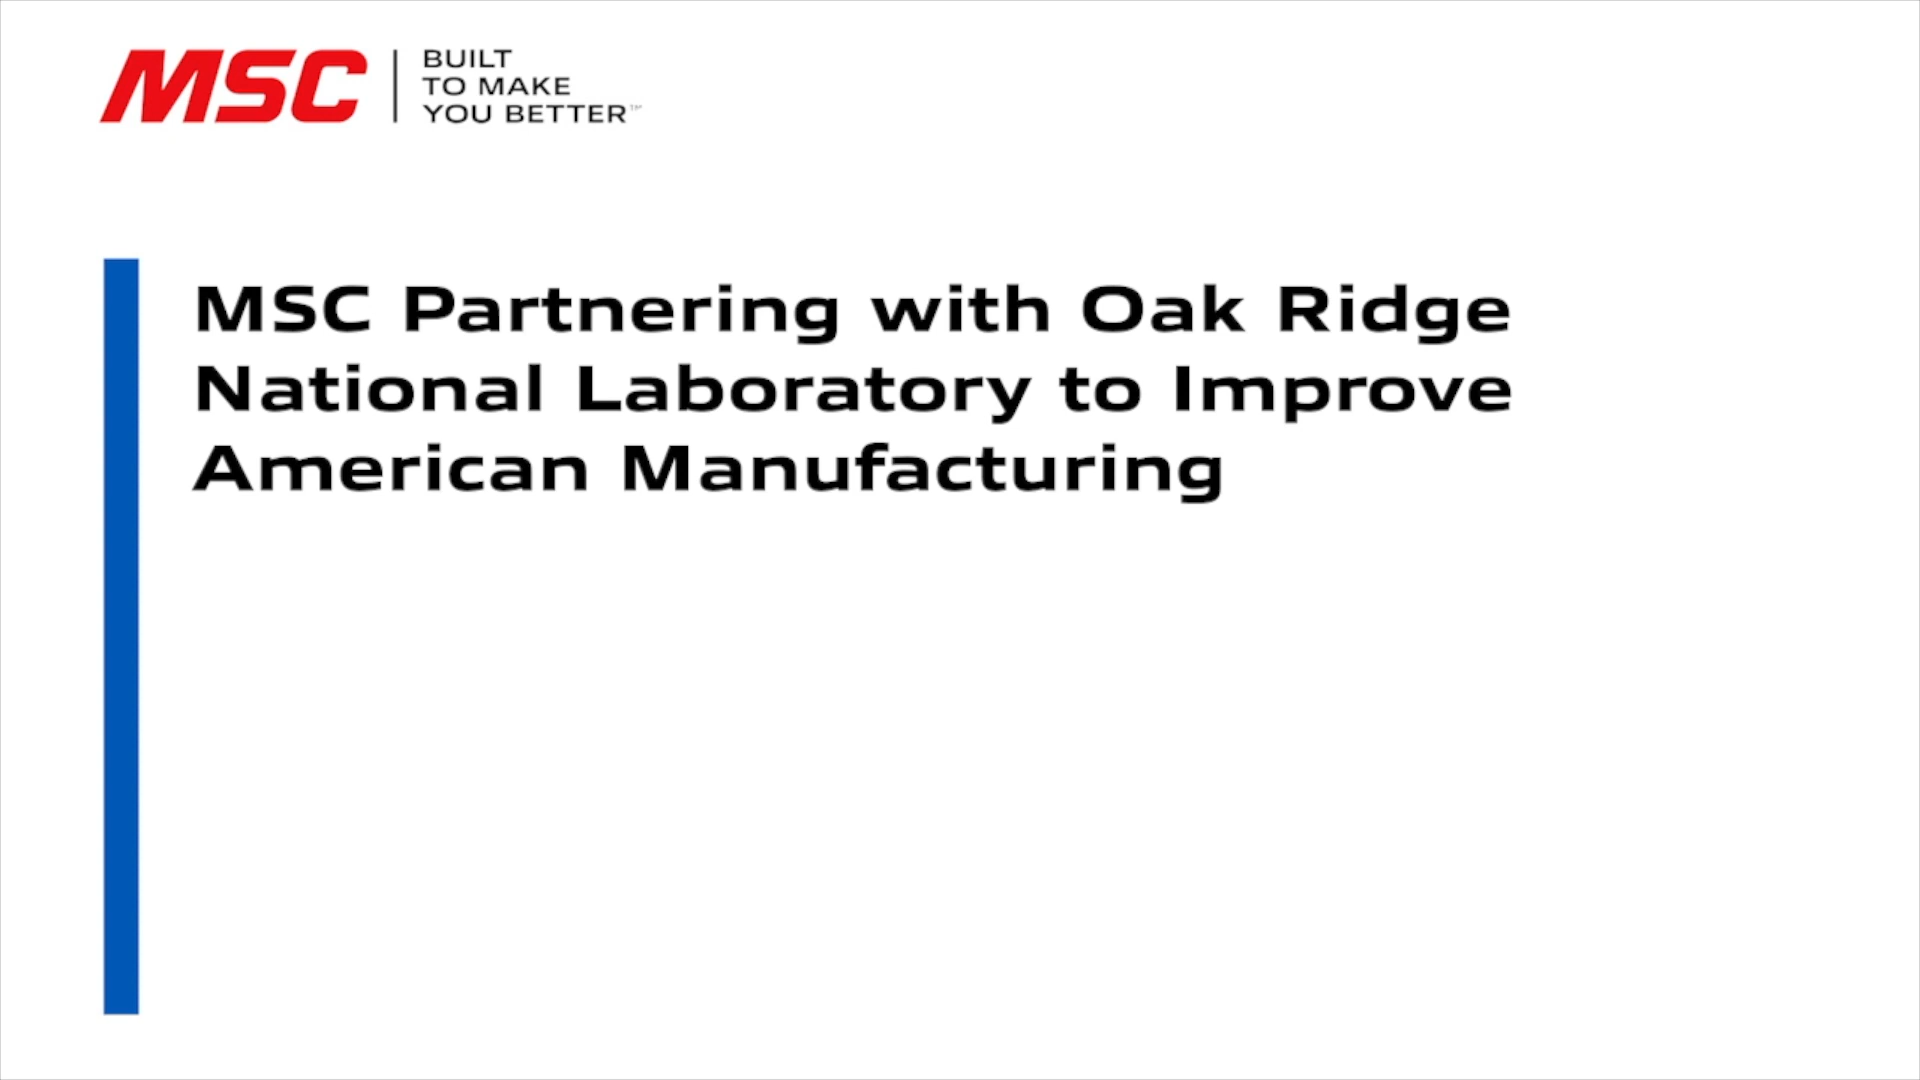 MSC
BUILT
TO MAKE
YOU BETTER™
MSC Partnering with Oak Ridge
National Laboratory to Improve
American Manufacturing